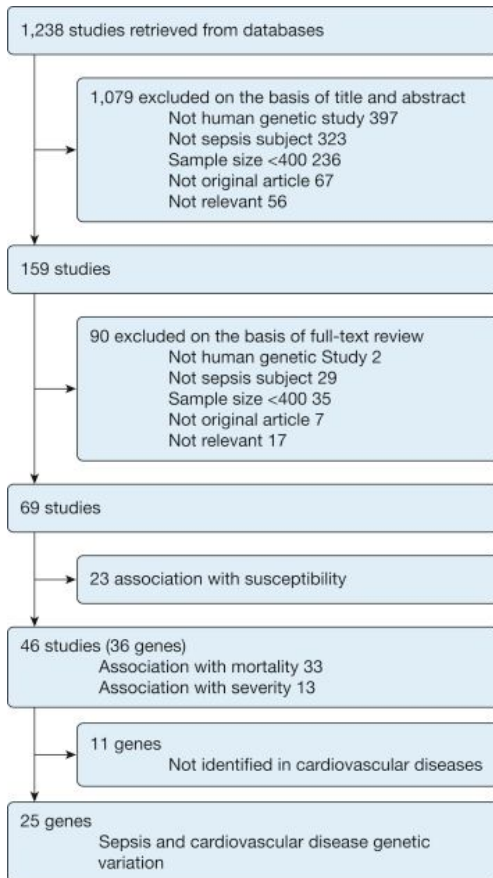 1,238 studies retrieved from databases
1,079 excluded on the basis of title and abstract
Not human genetic study 397
Not sepsis subject 323
Sample size <400 236
Not original article 67
Not relevant 56
159 studies
90 excluded on the basis of full-text review
Not human genetic Study 2
Not sepsis subject 29
Sample size <400 35
Not original article 7
Not relevant 17
69 studies
23 association with susceptibility
46 studies (36 genes)
Association with mortality 33
Association with severity 13
11 genes
Not identified in cardiovascular diseases
25 genes
Sepsis and cardiovascular disease genetic
variation